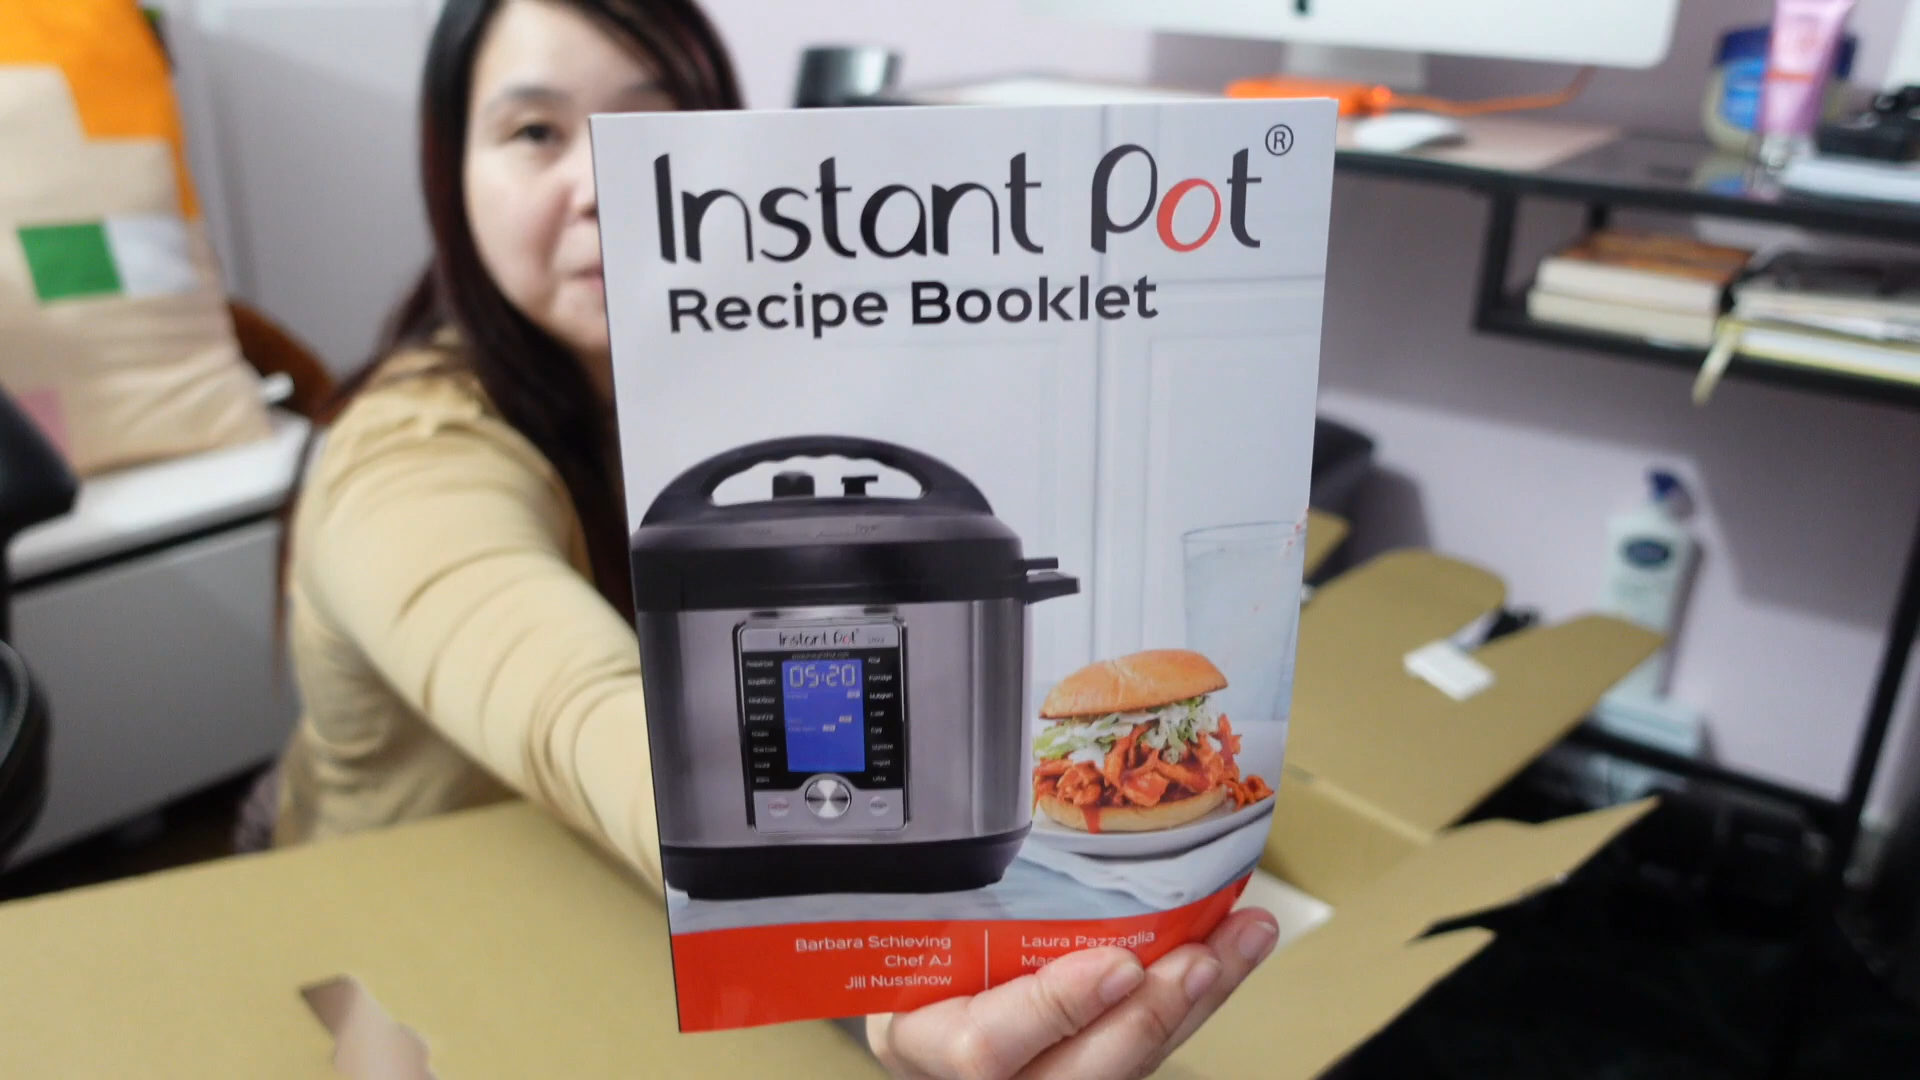 Instant Pot®
Recipe Booklet
Instant Pot
05:20
Barbara Schieving
Chef AJ
Jill Nussinow
Laura Pazzaglia